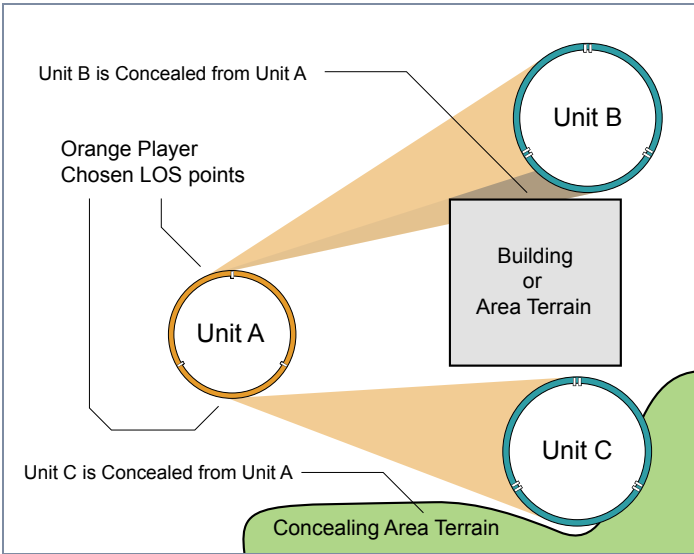 Unit B is Concealed from Unit A
Unit B
Orange Player
Chosen LOS points
Building
or
Area Terrain
Unit A
Unit C
Unit C is Concealed from Unit A
Concealing Area Terrain